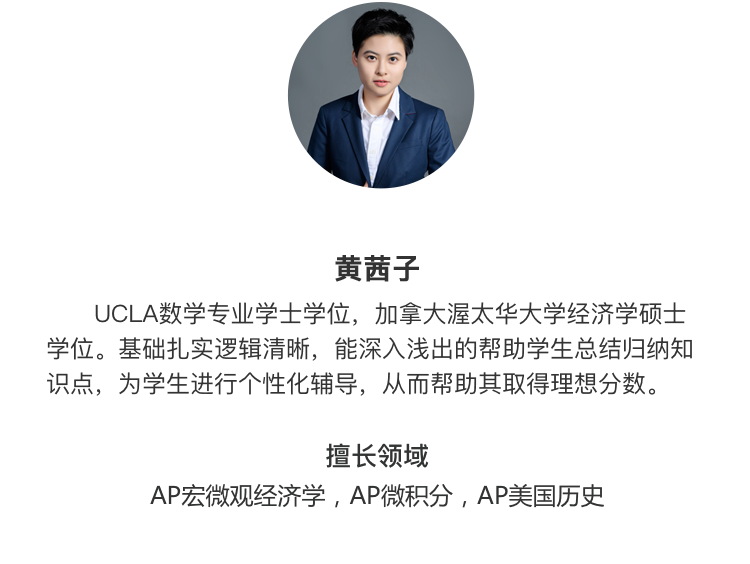 黄茜子
UCLA数学专业学士学位，加拿大渥太华大学经济学硕士
学位。基础扎实逻辑清晰，能深入浅出的帮助学生总结归纳知
识点，为学生进行个性化辅导，从而帮助其取得理想分数。
擅长领域
AP宏微观经济学，AP微积分，AP美国历史